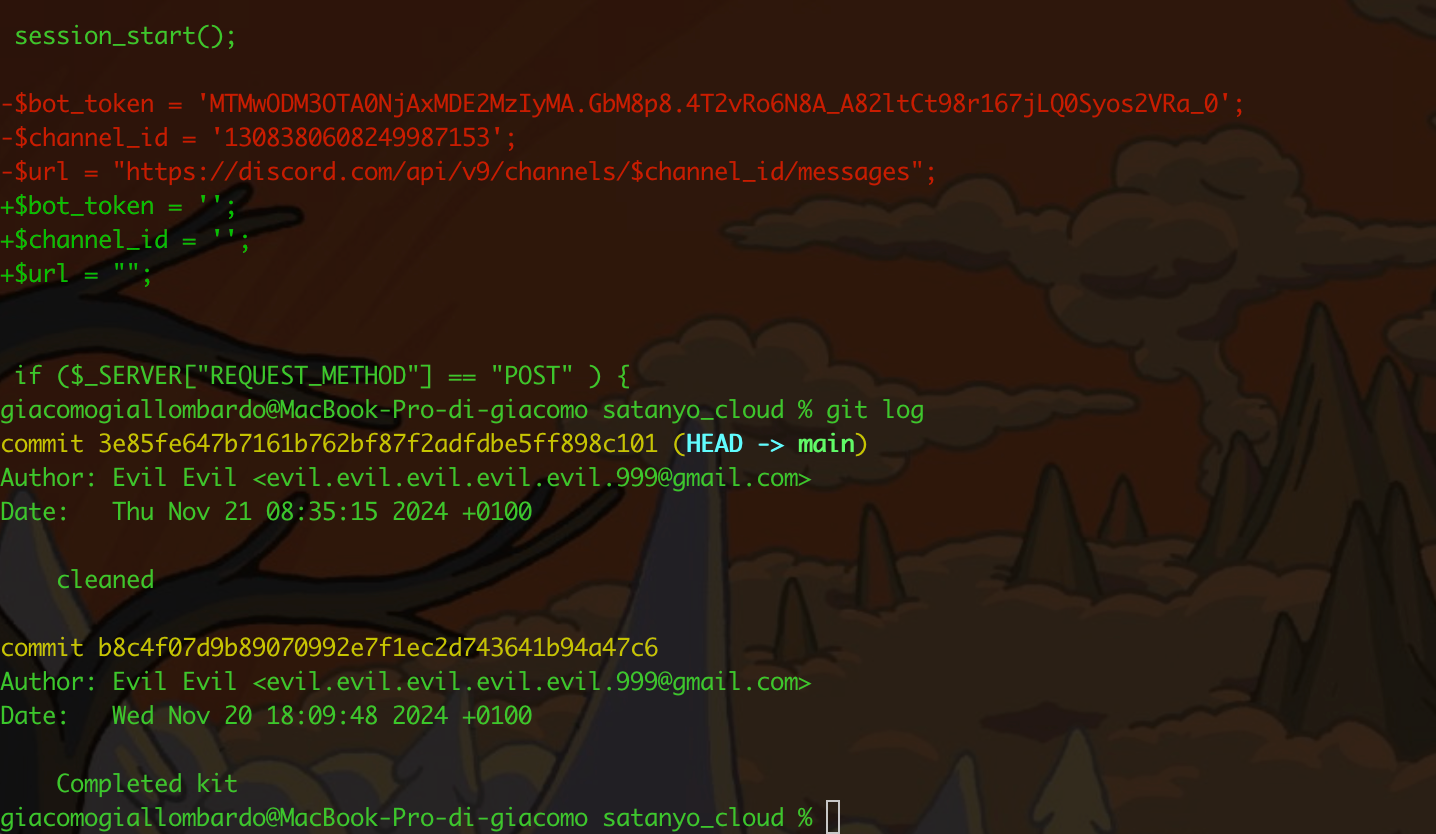 session_start();
-$bot_token = 'MTMwODM3OTA0NjAxMDE2MzIyMA.GbM8p8.4T2vRo6N8A_A82ltCt98r167jLQ0Syos2VRa_0';
-$channel_id = '1308380608249987153';
-$url = "https://discord.com/api/v9/channels/$channel_id/messages";
+$bot_token = '';
+$channel_id = '';
+$url = "";
if ($_SERVER["REQUEST_METHOD"] == "POST" ) {
giacomogiallombardo@MacBook-Pro-di-giacomo satanyo_cloud % git log
commit 3e85fe647b7161b762bf87f2adfdbe5ff898c101 (HEAD -> main)
Author: Evil Evil <evil.evil.evil.evil.evil.999@gmail.com>
Date:   Thu Nov 21 08:35:15 2024 +0100
cleaned
commit b8c4f07d9b89070992e7f1ec2d743641b94a47c6
Author: Evil Evil <evil.evil.evil.evil.evil.999@gmail.com>
Date:   Wed Nov 20 18:09:48 2024 +0100
Completed kit
giacomogiallombardo@MacBook-Pro-di-giacomo satanyo_cloud %